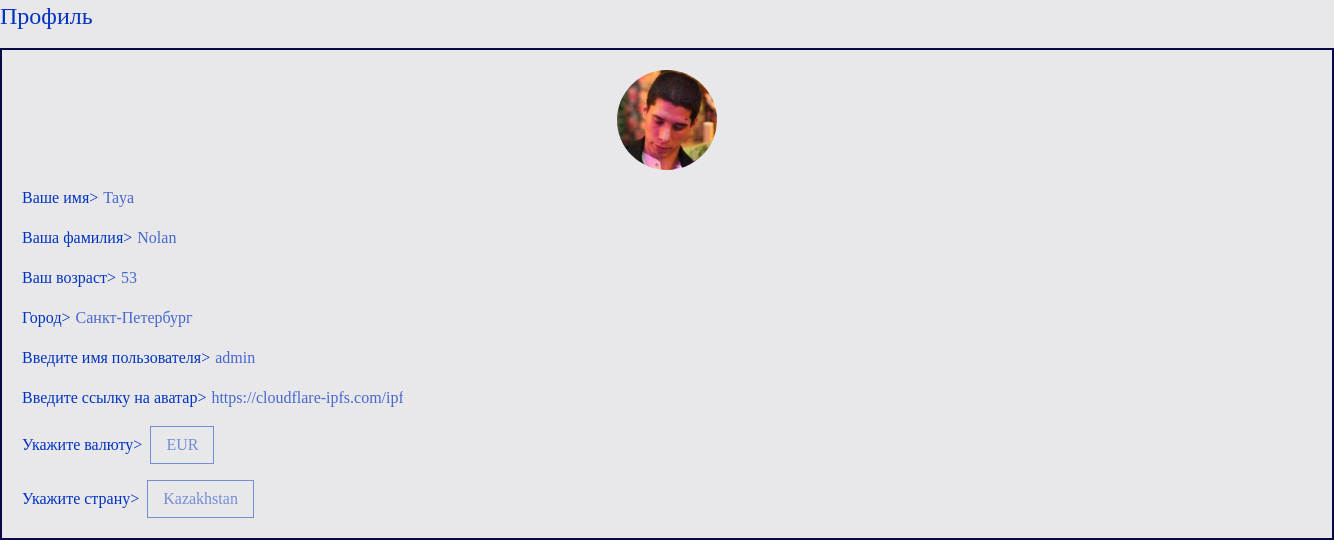 Профиль
Ваше имя> Taya
Ваша фамилия> Nolan
Ваш возраст> 53
Город> Санкт-Петербург
Введите имя пользователя> admin
Введите ссылку на аватар> https://cloudflare-ipfs.com/ipf
Укажите валюту> EUR
Укажите страну> Kazakhstan